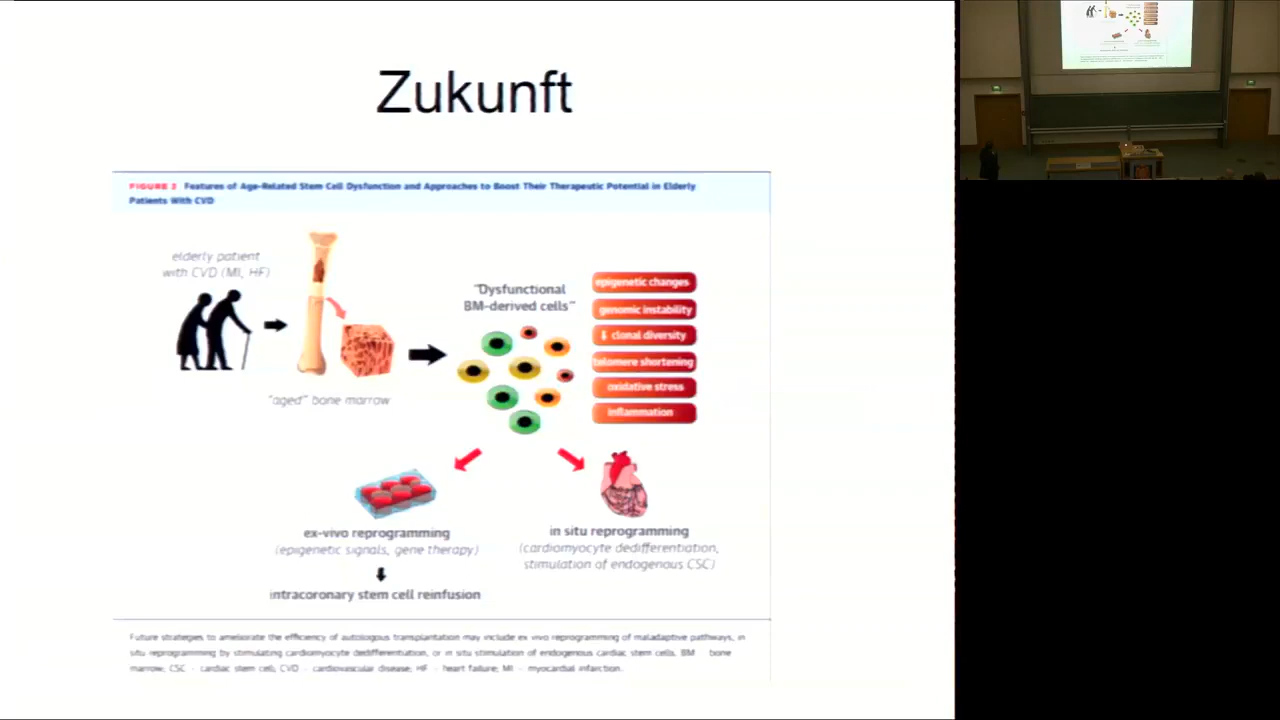 Zukunft
FIGURE 2 Features of Age-Related Stem Cell Dysfunction and Approaches to Boost Their Therapeutic Potential in Elderly
Patients With CVD
elderly patient
with CVD (MI, HF)
"aged" bone marrow
"Dysfunctional
BM-derived cells"
epigenetic changes
genomic instability
⬇ clonal diversity
telomere shortening
oxidative stress
inflammation
ex-vivo reprogramming
(epigenetic signals, gene therapy)
intracoronary stem cell reinfusion
in situ reprogramming
(cardiomyocyte dedifferentiation,
stimulation of endogenous CSC)
Future strategies to ameliorate the efficiency of autologous transplantation may include ex vivo reprogramming of maladaptive pathways, in
situ reprogramming by stimulating cardiomyocyte dedifferentiation, or in situ stimulation of endogenous cardiac stem cells. BM - bone
marrow; CSC - cardiac stem cell; CVD - cardiovascular disease; HF - heart failure; MI - myocardial infarction.